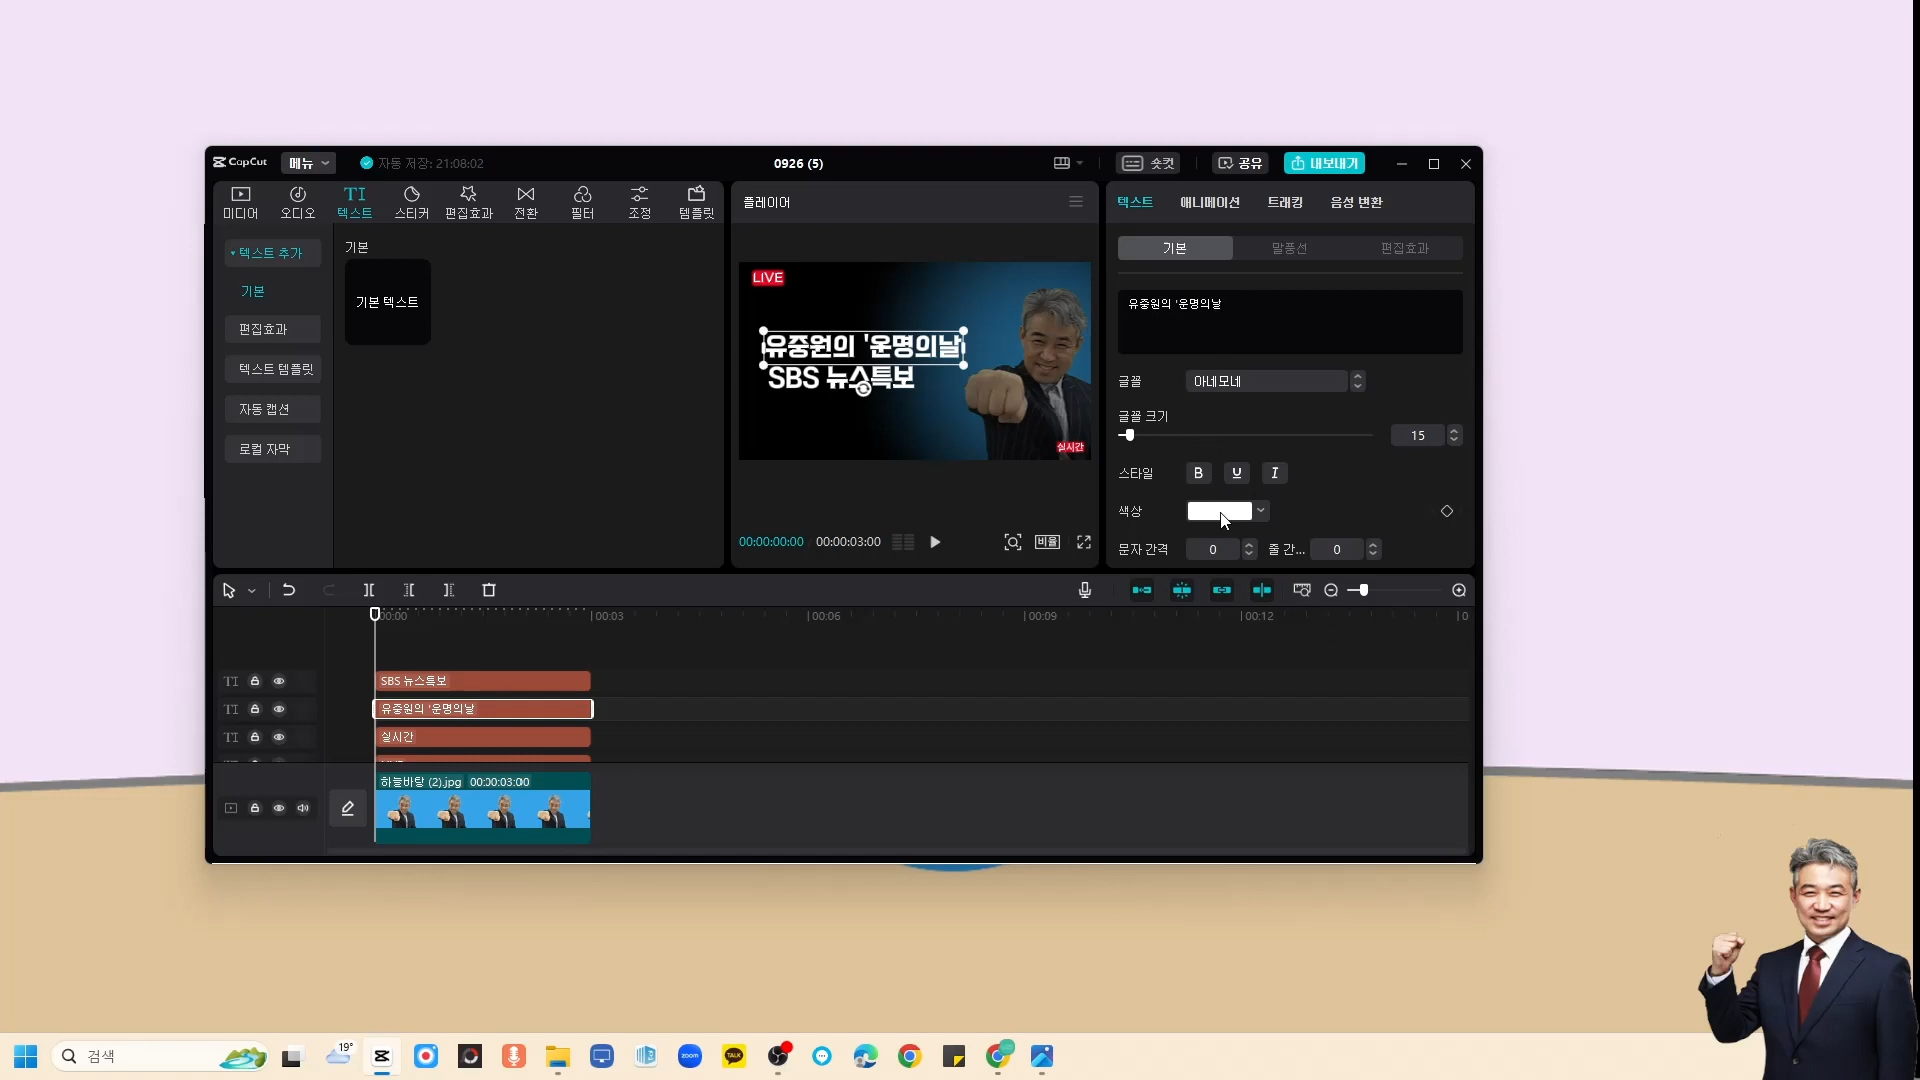 CapCut
메뉴
자동 저장: 21:08:02
0926 (5)
숏컷
공유
내보내기
미디어
오디오
TI
텍스트
스티커
편집효과
전환
필터
조정
템플릿
텍스트 추가
기본
편집효과
텍스트 템플릿
자동 캡션
로컬 자막
기본
기본 텍스트
플레이어
LIVE
유중원의 '운명의날
SBS 뉴스특보
실시간
00:00:00:00
00:00:03:00
비율
텍스트
애니메이션
트래킹
음성 변환
기본
말풍선
편집효과
유중원의 '운명의날
글꼴
아네모네
글꼴 크기
15
스타일
B
U
I
색상
문자 간격
0
줄 간...
0
00:00
00:03
00:06
00:09
00:12
0
TI
SBS 뉴스특보
TI
유중원의 '운명의날
TI
실시간
하늘바탕 (2).jpg 00:00:03:00
검색
19°
zoom
TALK